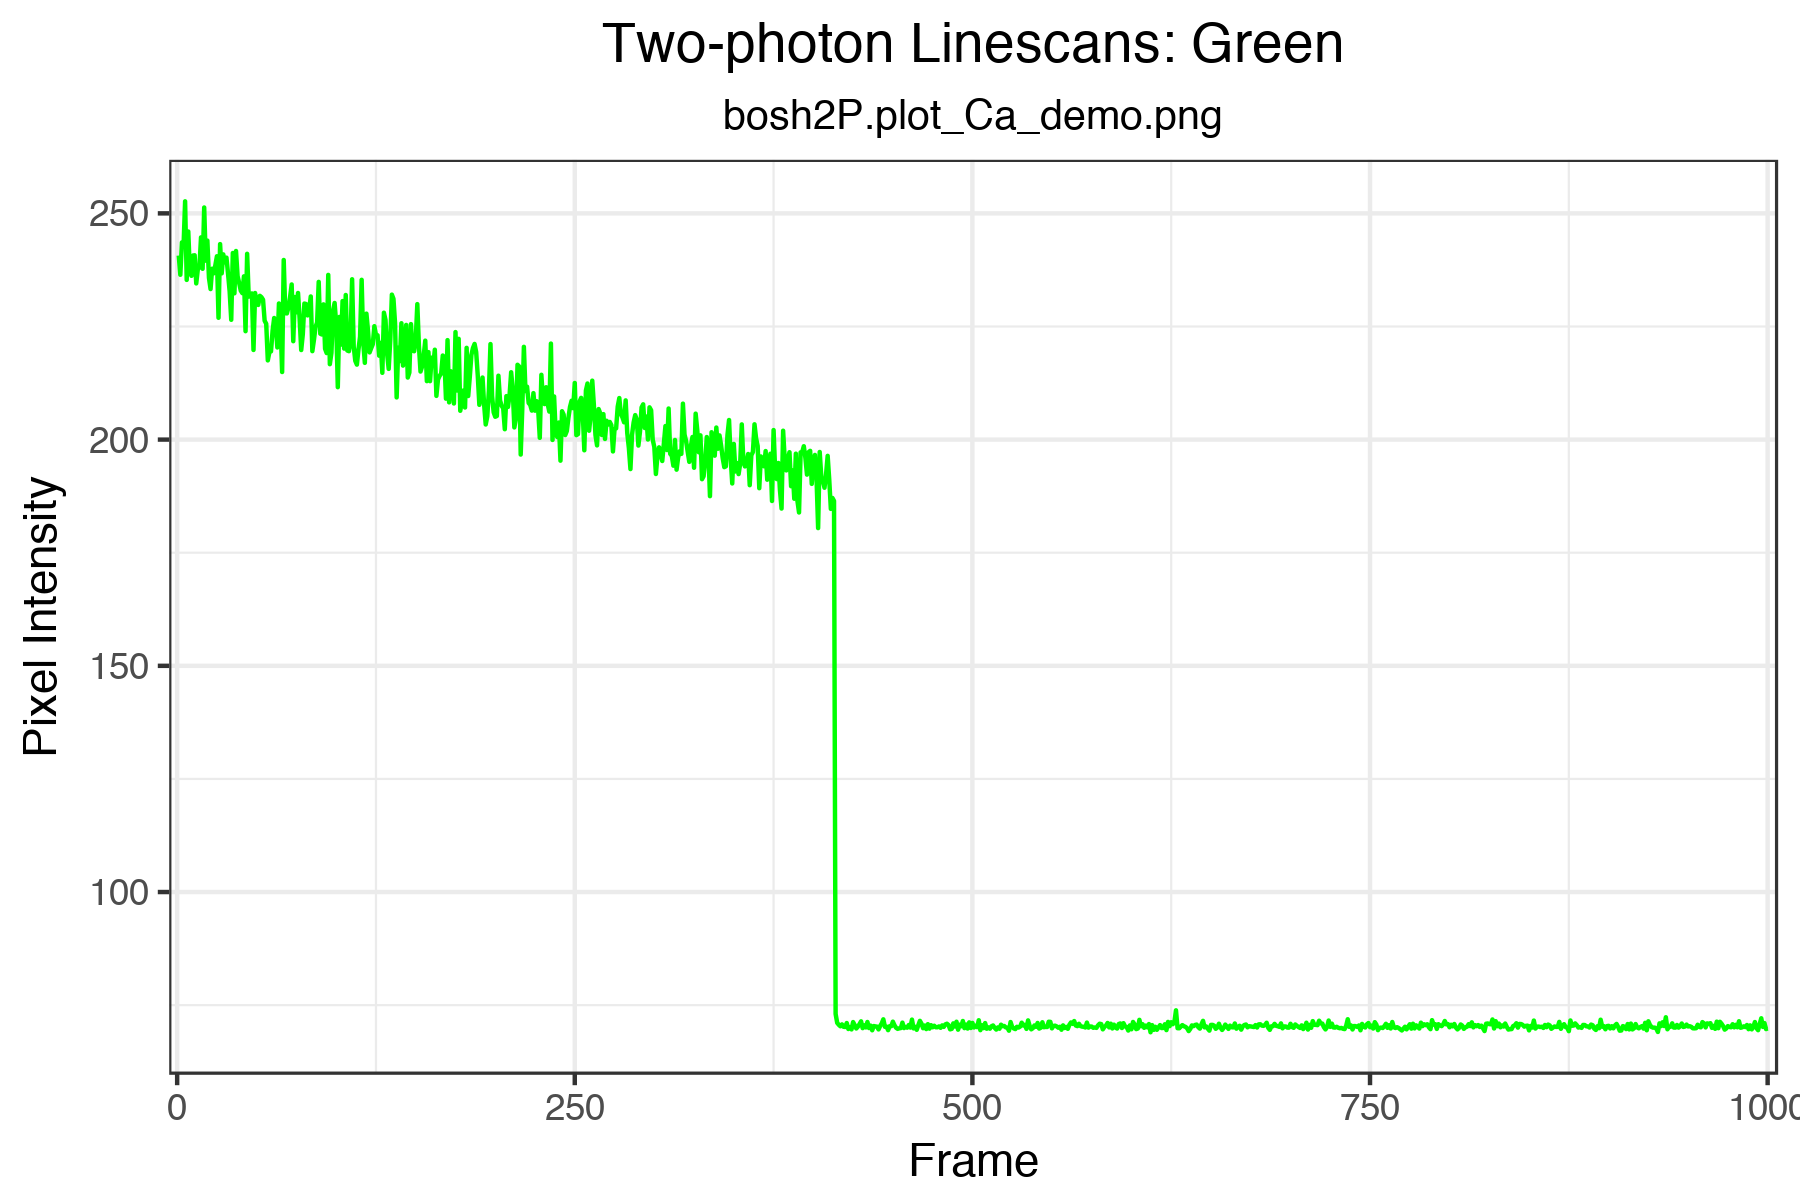 Two-photon Linescans: Green
bosh2P.plot_Ca_demo.png
Pixel Intensity
250
200
150
100
0 250 500 750 1000
Frame